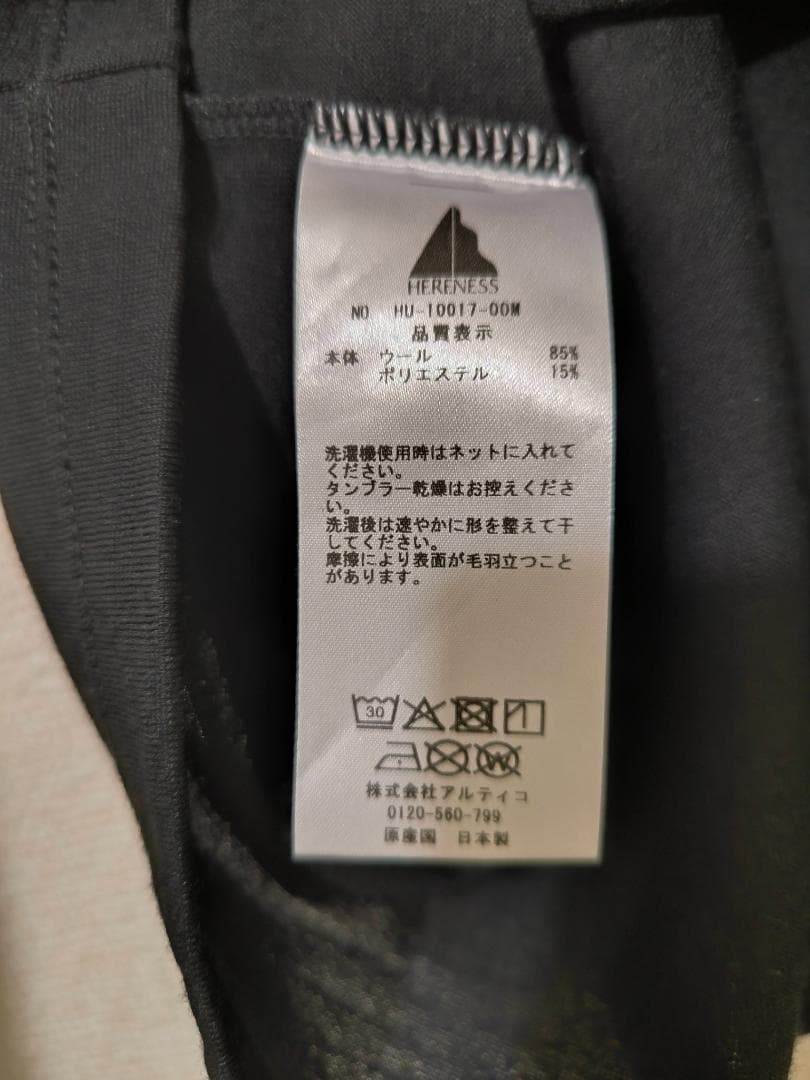 HERENESS
NO HU-10017-00M
品質表示
本体 ウール 85%
ポリエステル 15%
洗濯機使用時はネットに入れて
ください。
タンブラー乾燥はお控えくださ
い。
洗濯後は速やかに形を整えて干
してください。
摩擦により表面が毛羽立つこと
があります。
30
W
株式会社アルティコ
0120-560-799
原産国 日本製